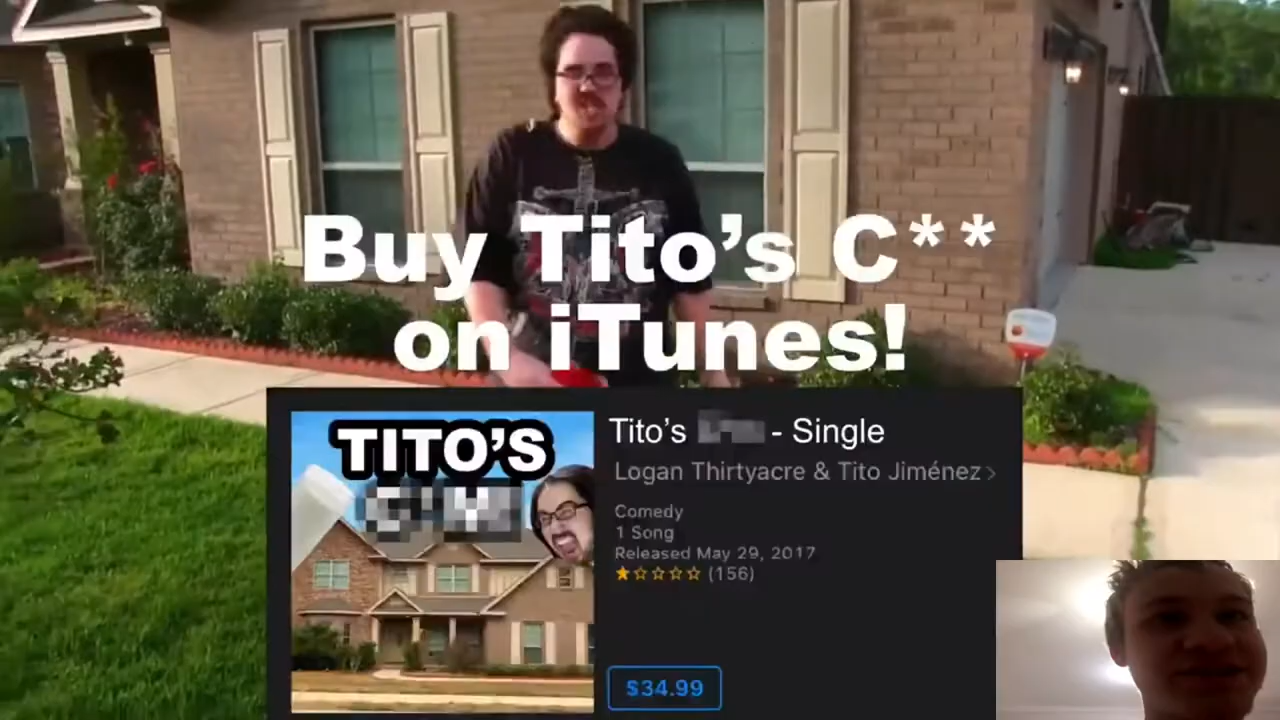 Buy Tito's C**
on iTunes!
TITO'S
Tito's - Single
Logan Thirtyacre & Tito Jiménez >
Comedy
1 Song
Released May 29, 2017
★☆☆☆☆ (156)
$34.99